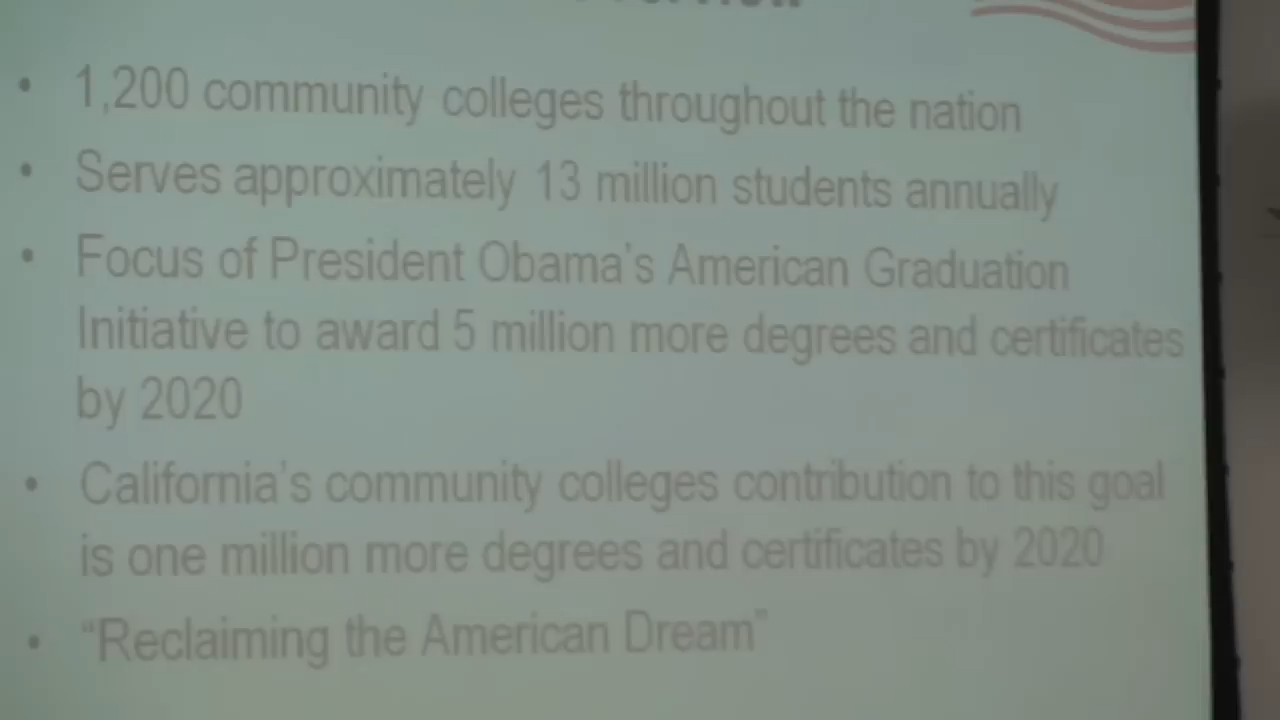 • 1,200 community colleges throughout the nation
• Serves approximately 13 million students annually
• Focus of President Obama's American Graduation
Initiative to award 5 million more degrees and certificates
by 2020
• California's community colleges contribution to this goal
is one million more degrees and certificates by 2020
• “Reclaiming the American Dream”